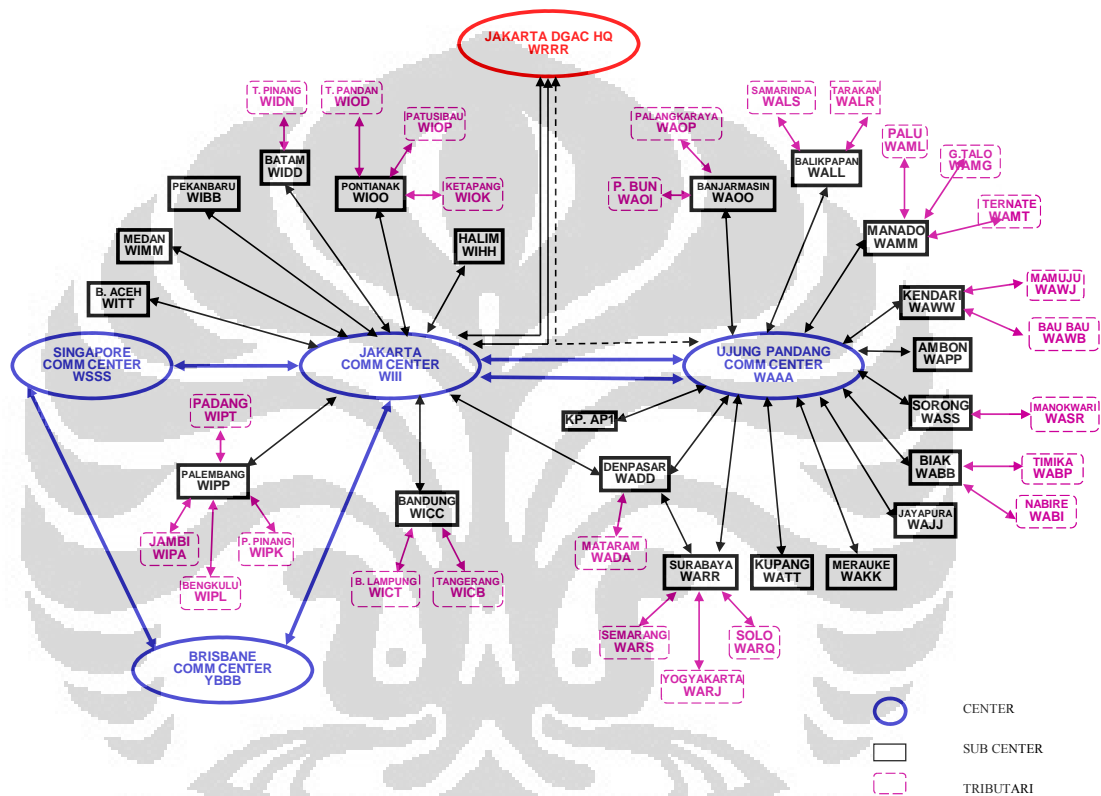 JAKARTA DGAC HQ
WRRR
T. PINANG
WIDN
T. PANDAN
WIOD
PATUSIBAU
WIOP
KETAPANG
WIOK
BATAM
WIDD
PONTIANAK
WIOO
PEKANBARU
WIBB
MEDAN
WIMM
B. ACEH
WITT
HALIM
WIHH
PALANGKARAYA
WAOP
P. BUN
WAOI
BANJARMASIN
WAOO
SAMARINDA
WALS
TARAKAN
WALR
BALIKPAPAN
WALL
PALU
WAML
G.TALO
WAMG
TERNATE
WAMT
MANADO
WAMM
KENDARI
WAWW
MAMUJU
WAWJ
BAU BAU
WAWB
AMBON
WAPP
SINGAPORE
COMM CENTER
WSSS
JAKARTA
COMM CENTER
WIII
UJUNG PANDANG
COMM CENTER
WAAA
SORONG
WASS
MANOKWARI
WASR
BIAK
WABB
TIMIKA
WABP
NABIRE
WABI
JAYAPURA
WAJJ
KP. AP1
PADANG
WIPT
PALEMBANG
WIPP
JAMBI
WIPA
P. PINANG
WIPK
BENGKULU
WIPL
BANDUNG
WICC
B. LAMPUNG
WICT
TANGERANG
WICB
DENPASAR
WADD
MATARAM
WADA
SURABAYA
WARR
KUPANG
WATT
MERAUKE
WAKK
SEMARANG
WARS
SOLO
WARQ
YOGYAKARTA
WARJ
BRISBANE
COMM CENTER
YBBB
CENTER
SUB CENTER
TRIBUTARI